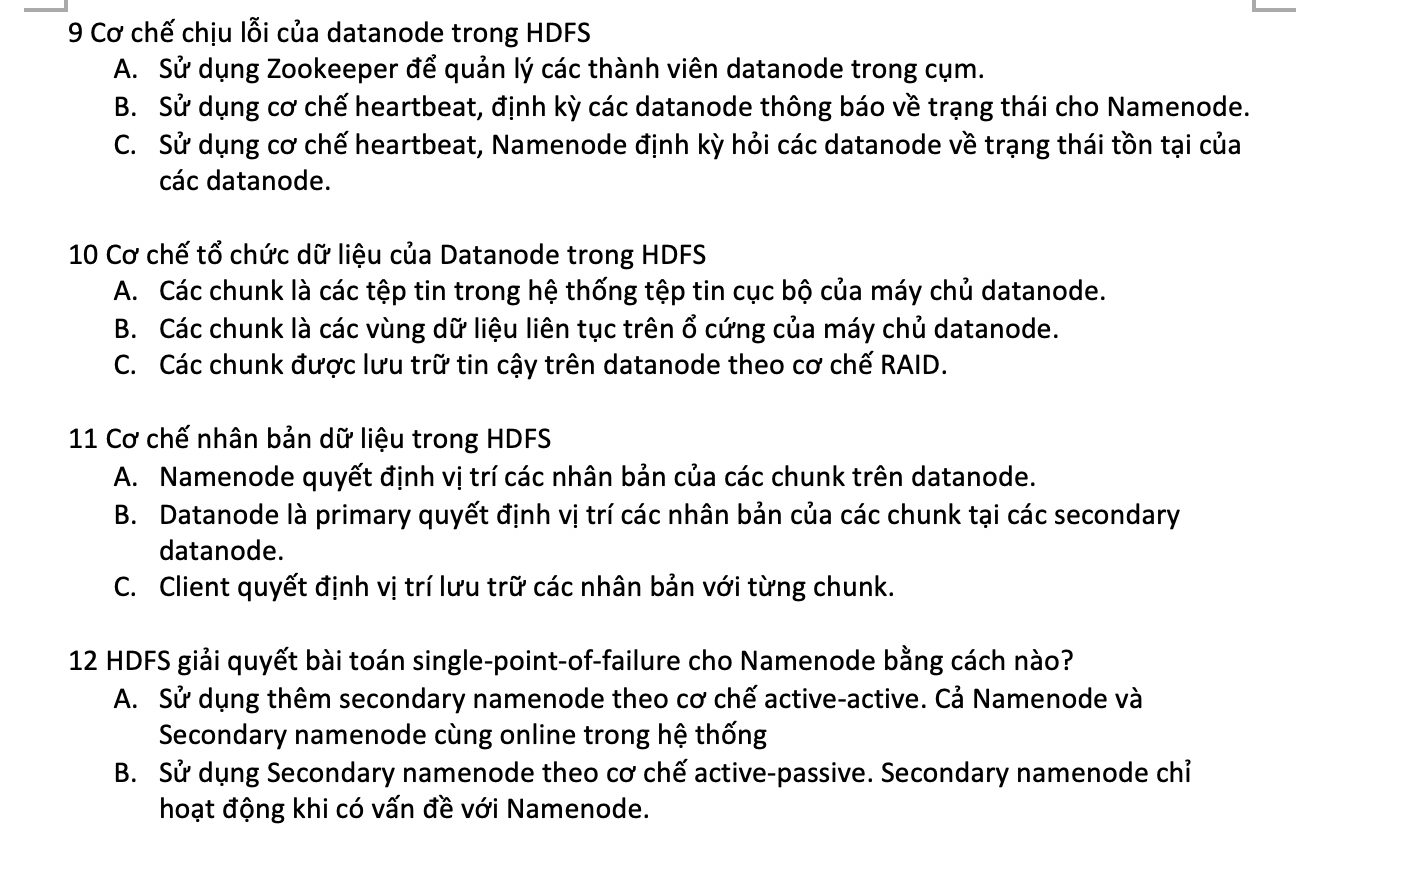 9 Cơ chế chịu lỗi của datanode trong HDFS
A. Sử dụng Zookeeper để quản lý các thành viên datanode trong cụm.
B. Sử dụng cơ chế heartbeat, định kỳ các datanode thông báo về trạng thái cho Namenode.
C. Sử dụng cơ chế heartbeat, Namenode định kỳ hỏi các datanode về trạng thái tồn tại của
các datanode.
10 Cơ chế tổ chức dữ liệu của Datanode trong HDFS
A. Các chunk là các tệp tin trong hệ thống tệp tin cục bộ của máy chủ datanode.
B. Các chunk là các vùng dữ liệu liên tục trên ổ cứng của máy chủ datanode.
C. Các chunk được lưu trữ tin cậy trên datanode theo cơ chế RAID.
11 Cơ chế nhân bản dữ liệu trong HDFS
A. Namenode quyết định vị trí các nhân bản của các chunk trên datanode.
B. Datanode là primary quyết định vị trí các nhân bản của các chunk tại các secondary
datanode.
C. Client quyết định vị trí lưu trữ các nhân bản với từng chunk.
12 HDFS giải quyết bài toán single-point-of-failure cho Namenode bằng cách nào?
A. Sử dụng thêm secondary namenode theo cơ chế active-active. Cả Namenode và
Secondary namenode cùng online trong hệ thống
B. Sử dụng Secondary namenode theo cơ chế active-passive. Secondary namenode chỉ
hoạt động khi có vấn đề với Namenode.